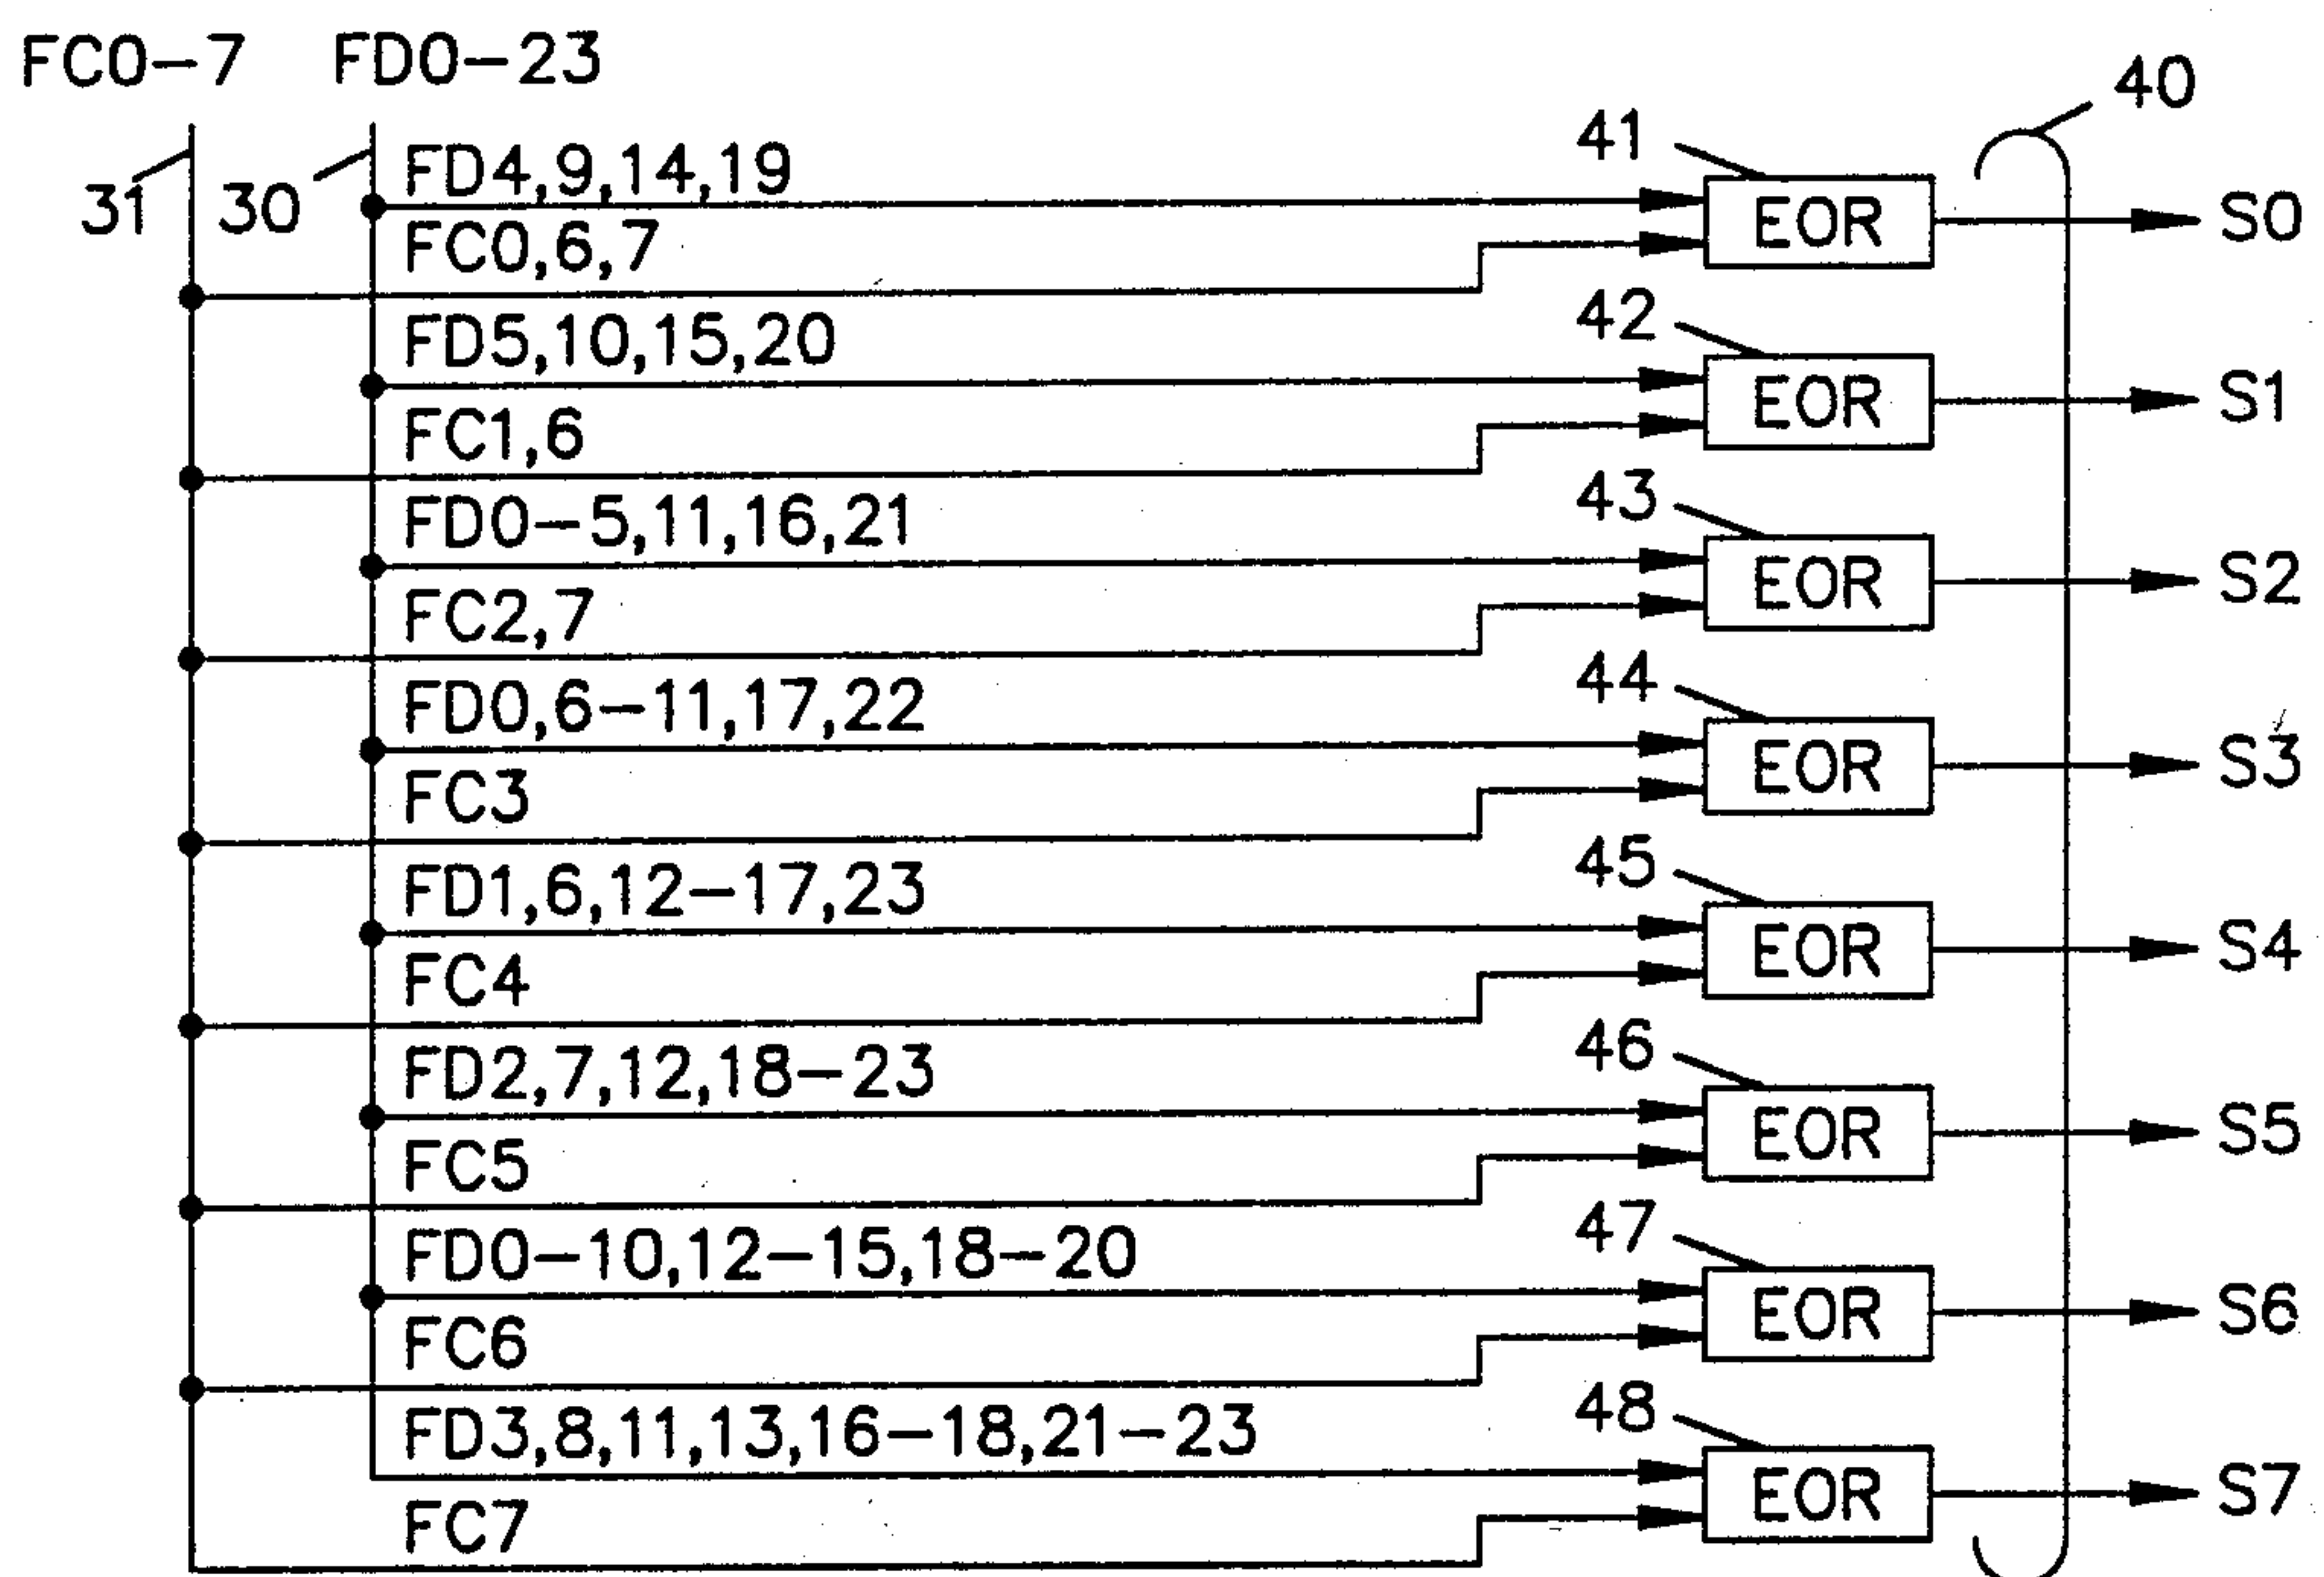 FC0-7 FD0-23
40
31 30 FD4,9,14,19 41 EOR S0
FC0,6,7
FD5,10,15,20 42 EOR S1
FC1,6
FD0-5,11,16,21 43 EOR S2
FC2,7
FD0,6-11,17,22 44 EOR S3
FC3
FD1,6,12-17,23 45 EOR S4
FC4
FD2,7,12,18-23 46 EOR S5
FC5
FD0-10,12-15,18-20 47 EOR S6
FC6
FD3,8,11,13,16-18,21-23 48 EOR S7
FC7